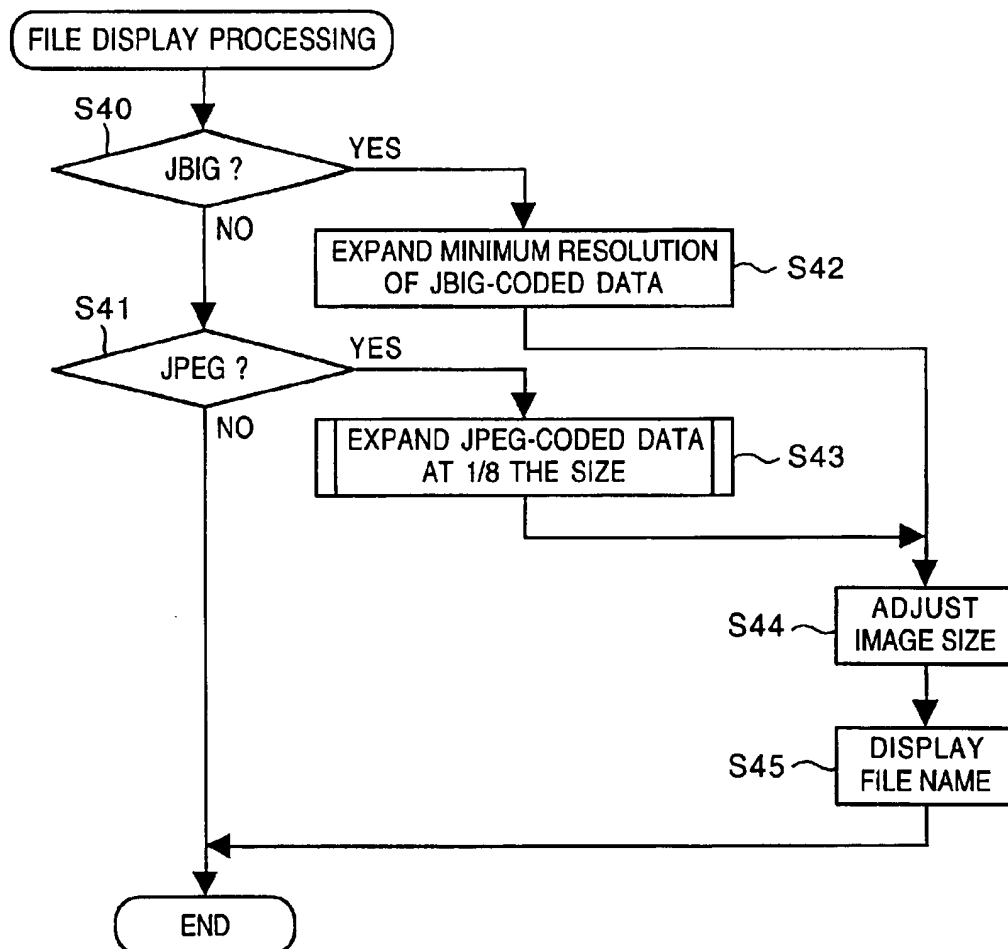 FILE DISPLAY PROCESSING
S40
JBIG ?
YES
NO
EXPAND MINIMUM RESOLUTION
OF JBIG-CODED DATA
S42
S41
JPEG ?
YES
NO
EXPAND JPEG-CODED DATA
AT 1/8 THE SIZE
S43
S44
ADJUST
IMAGE SIZE
S45
DISPLAY
FILE NAME
END